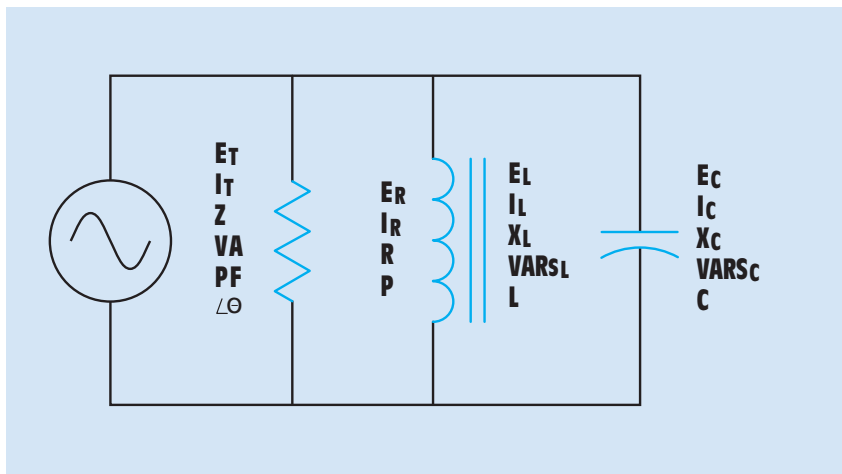 ET
IT
Z
VA
PF
∠Θ
ER
IR
R
P
EL
IL
XL
VARSL
L
EC
IC
XC
VARSC
C